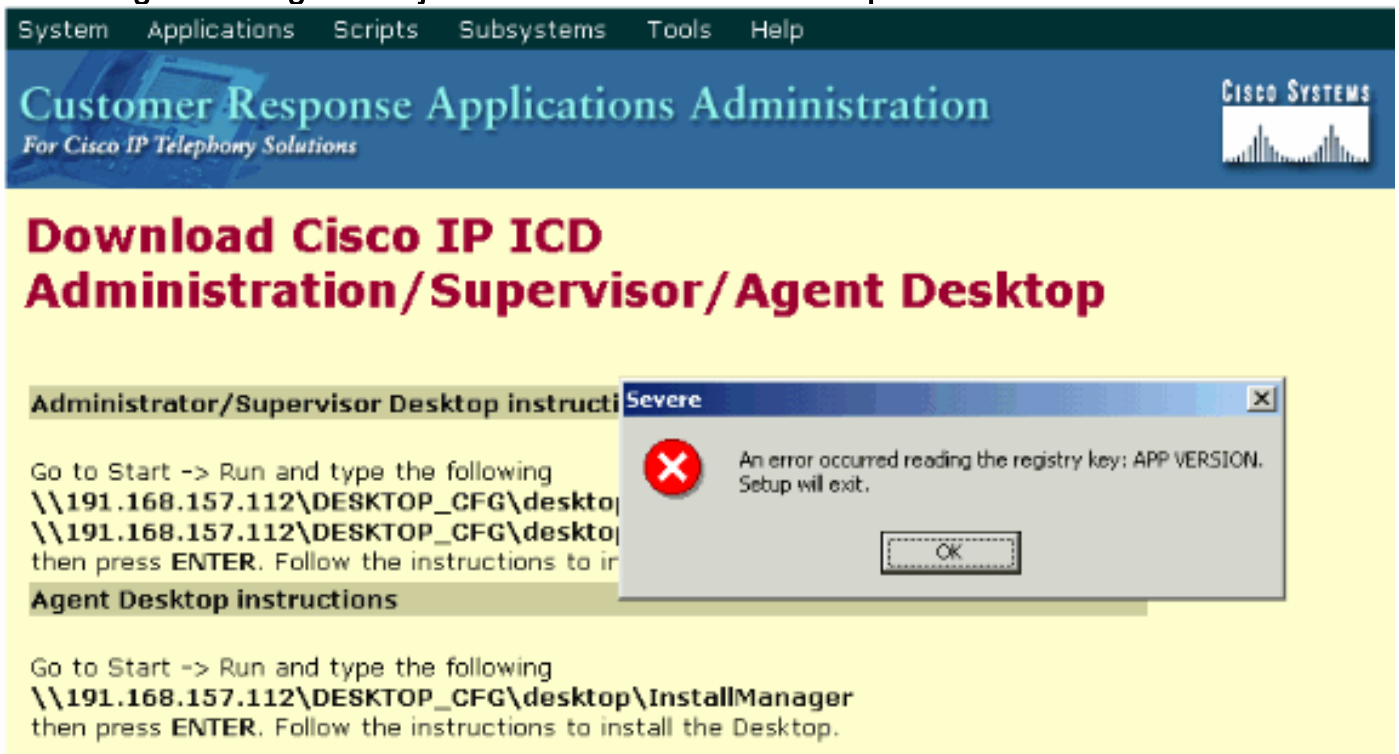 System Applications Scripts Subsystems Tools Help
Customer Response Applications Administration
For Cisco IP Telephony Solutions
CISCO SYSTEMS
Download Cisco IP ICD
Administration/Supervisor/Agent Desktop
Administrator/Supervisor Desktop
Go to Start -> Run and type the following
\\191.168.157.112\DESKTOP_CFG\
\\191.168.157.112\DESKTOP_CFG\
then press ENTER. Follow the instructions to
Severe
An error occurred reading the registry key: APP VERSION.
Setup will exit.
OK
Agent Desktop instructions
Go to Start -> Run and type the following
\\191.168.157.112\DESKTOP_CFG\desktop\InstallManager
then press ENTER. Follow the instructions to install the Desktop.